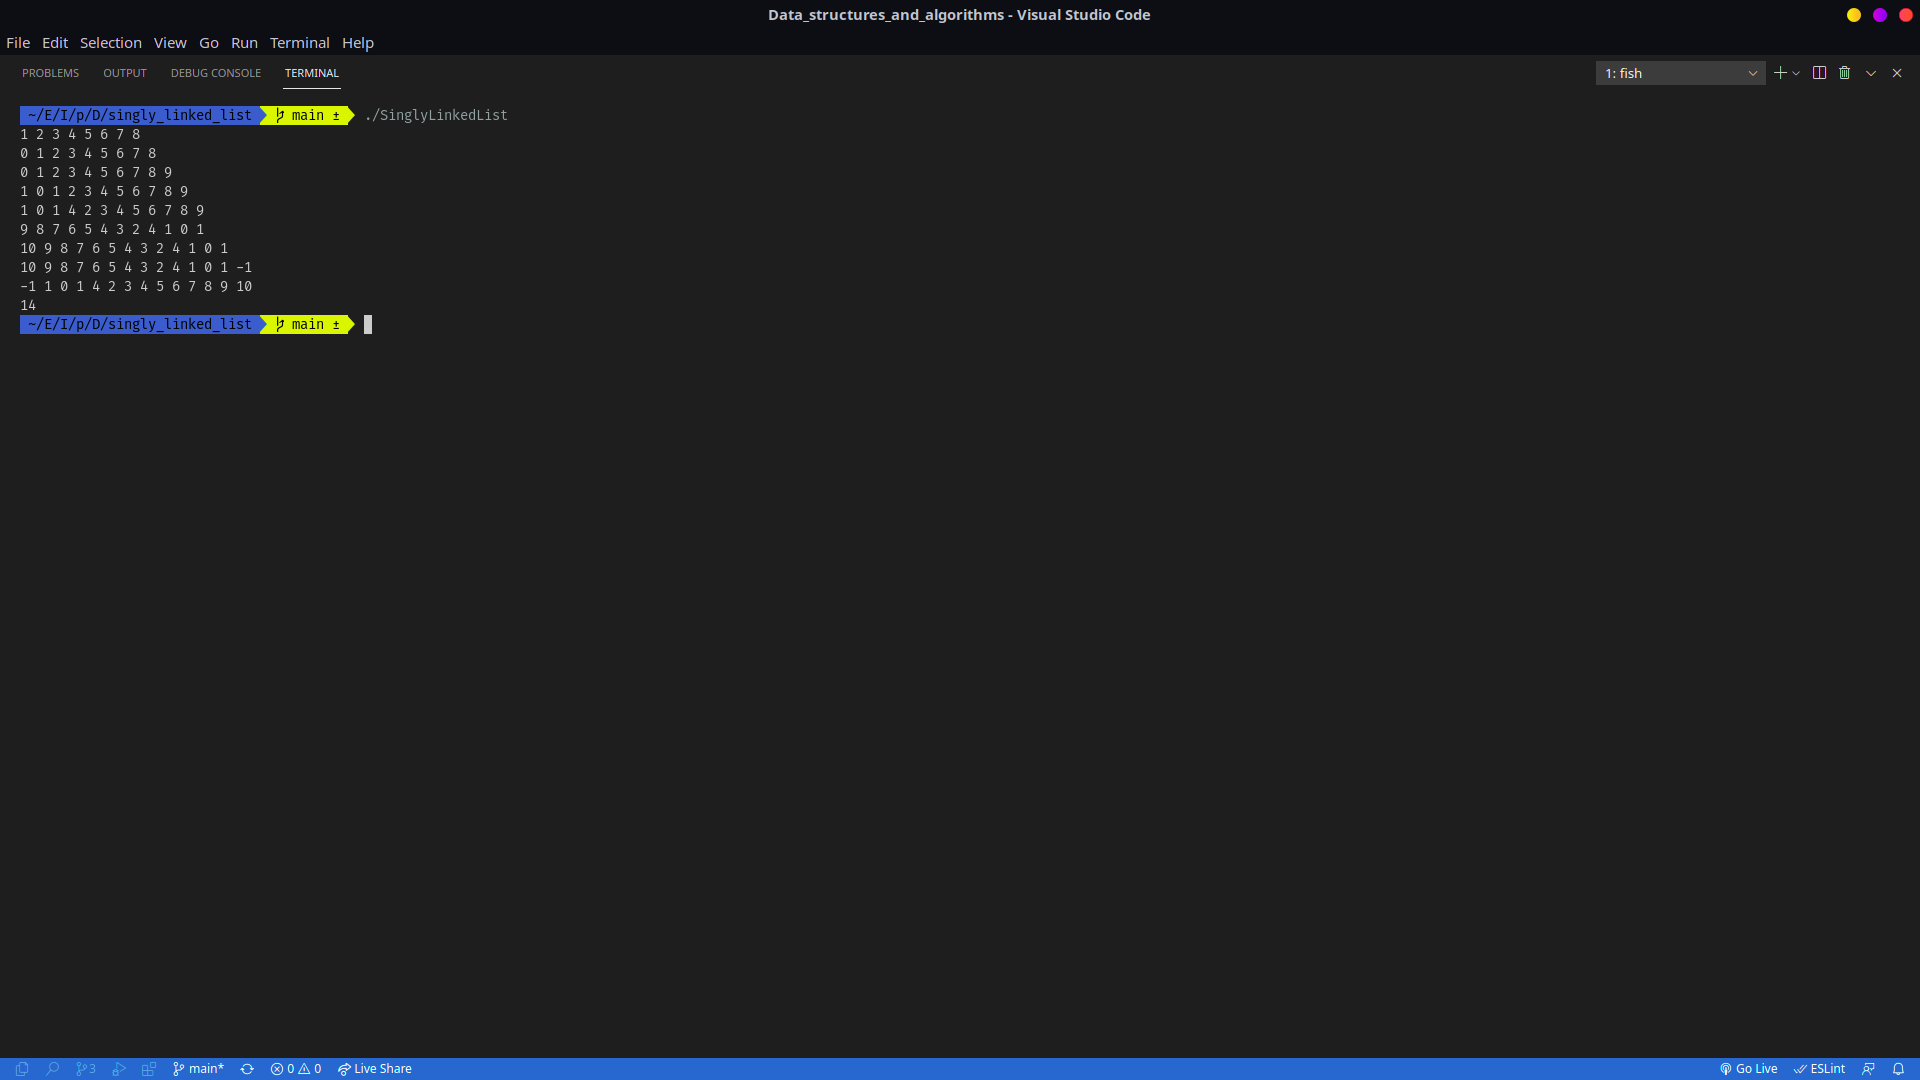 Data_structures_and_algorithms - Visual Studio Code
File Edit Selection View Go Run Terminal Help
PROBLEMS OUTPUT DEBUG CONSOLE TERMINAL 1: fish
~/E/I/p/D/singly_linked_list main ± ./SinglyLinkedList
1 2 3 4 5 6 7 8
0 1 2 3 4 5 6 7 8
0 1 2 3 4 5 6 7 8 9
1 0 1 2 3 4 5 6 7 8 9
1 0 1 4 2 3 4 5 6 7 8 9
9 8 7 6 5 4 3 2 4 1 0 1
10 9 8 7 6 5 4 3 2 4 1 0 1
10 9 8 7 6 5 4 3 2 4 1 0 1 -1
-1 1 0 1 4 2 3 4 5 6 7 8 9 10
14
~/E/I/p/D/singly_linked_list main ±
3 main* 0 0 Live Share Go Live ESLint